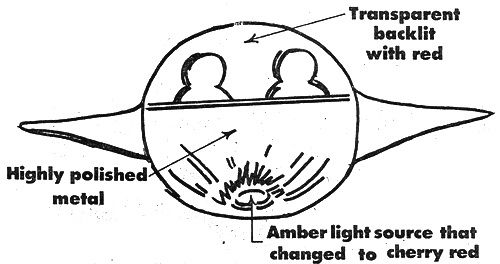 Transparent
backlit
with red
Highly polished
metal
Amber light source that
changed to cherry red